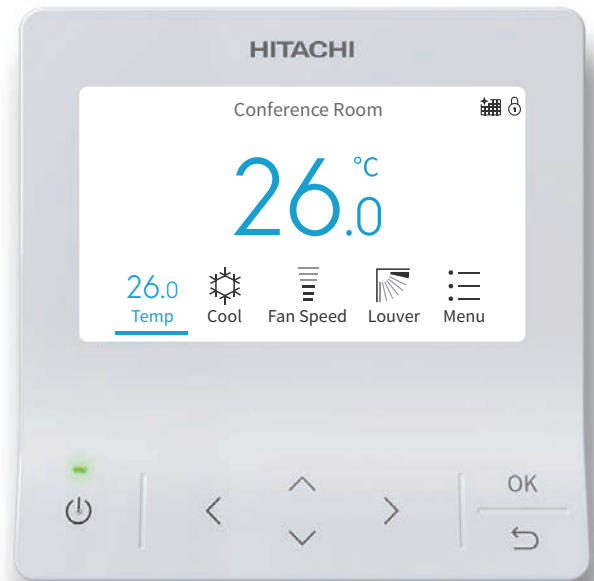 HITACHI
Conference Room
26.0 °C
26.0
Temp Cool Fan Speed Louver Menu
OK